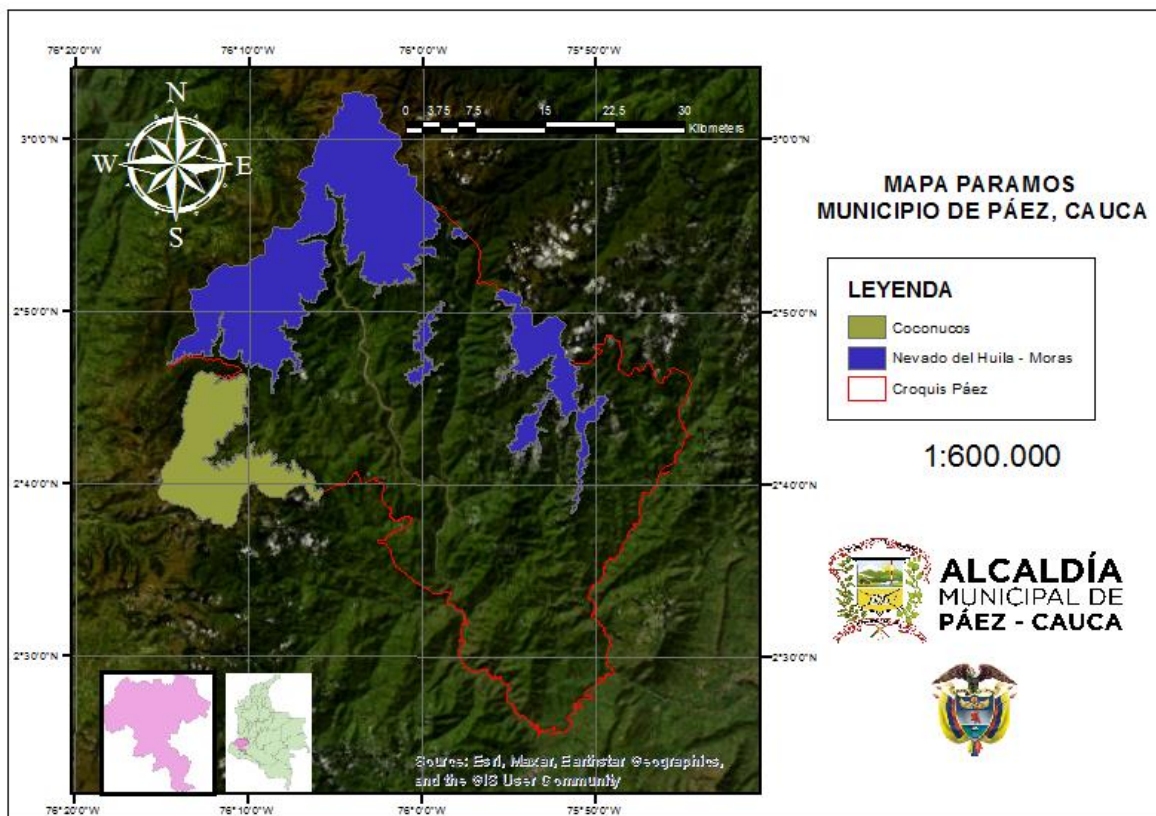 76°20'0"W 76°10'0"W 76°0'0"W 75°50'0"W
N
W E
S
0 3,75 7,5 15 22,5 30
Kilometers
3°0'0"N 3°0'0"N
2°50'0"N 2°50'0"N
2°40'0"N 2°40'0"N
2°30'0"N 2°30'0"N
Source: Esri, Maxar, Earthstar Geographics,
and the GIS User Community
76°20'0"W 76°10'0"W 76°0'0"W 75°50'0"W
MAPA PARAMOS
MUNICIPIO DE PÁEZ, CAUCA
LEYENDA
Coconucos
Nevado del Huila - Moras
Croquis Páez
1:600.000
ALCALDÍA
MUNICIPAL DE
PÁEZ - CAUCA